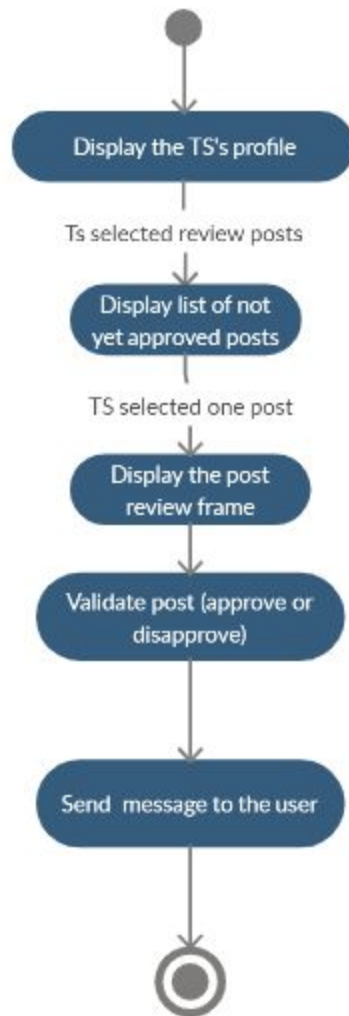 Display the TS's profile
Ts selected review posts
Display list of not
yet approved posts
TS selected one post
Display the post
review frame
Validate post (approve or
disapprove)
Send  message to the user